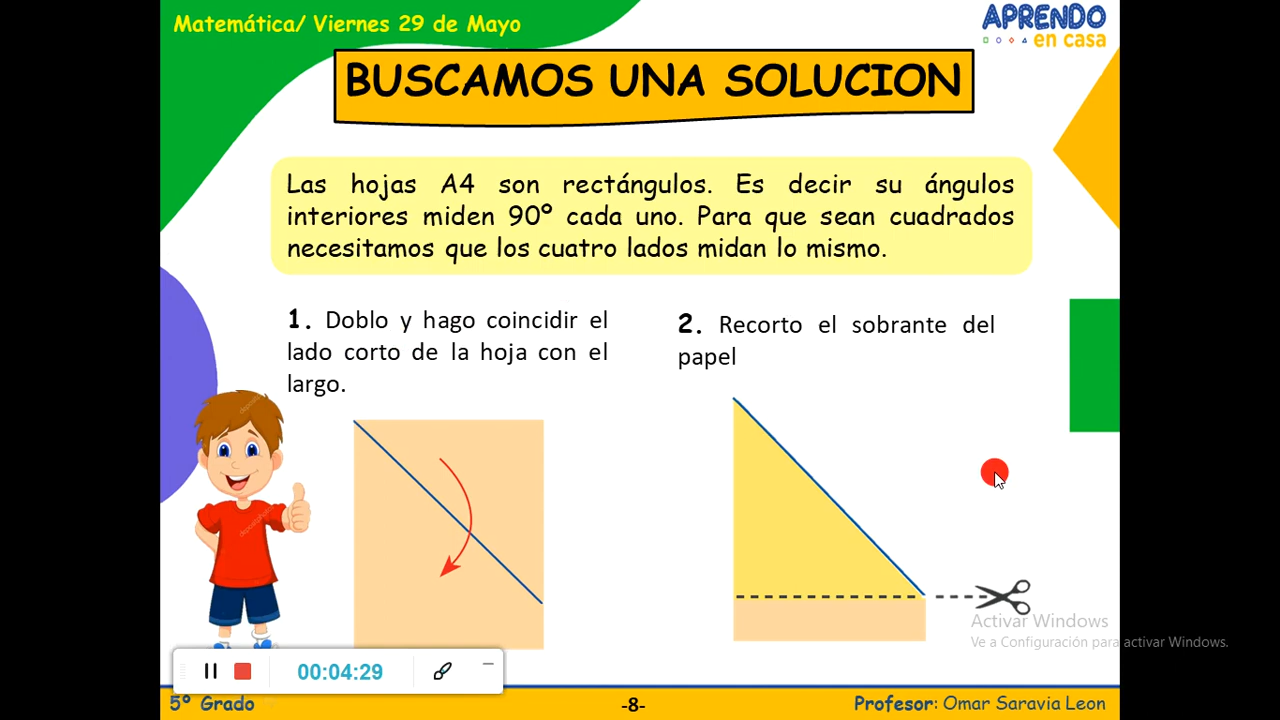 Matemática/ Viernes 29 de Mayo
APRENDO
en casa
BUSCAMOS UNA SOLUCION
Las hojas A4 son rectángulos. Es decir su ángulos
interiores miden 90º cada uno. Para que sean cuadrados
necesitamos que los cuatro lados midan lo mismo.
1. Doblo y hago coincidir el
lado corto de la hoja con el
largo.
2. Recorto el sobrante del
papel
Activar Windows
Ve a Configuración para activar Windows.
00:04:29
5º Grado
-8-
Profesor: Omar Saravia Leon